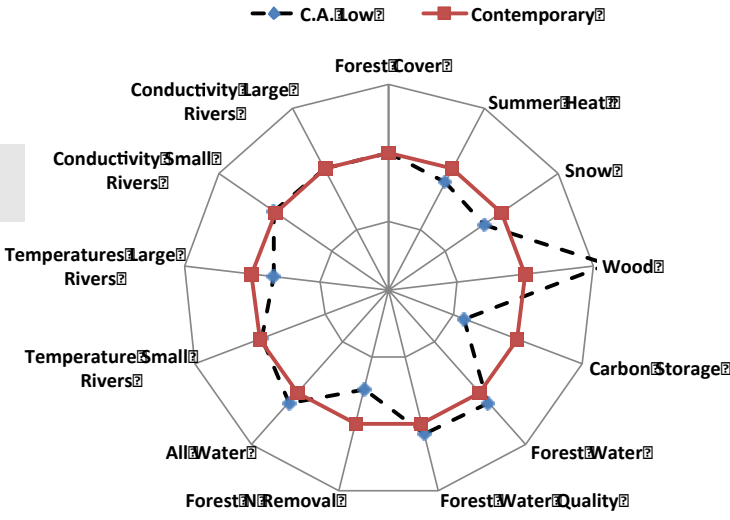 C.A. Low
Contemporary
Forest Cover
Summer Heat
Snow
Wood
Carbon Storage
Forest Water
Forest Water Quality
Forest N Removal
All Water
Temperature Small
Rivers
Temperatures Large
Rivers
Conductivity Small
Rivers
Conductivity Large
Rivers